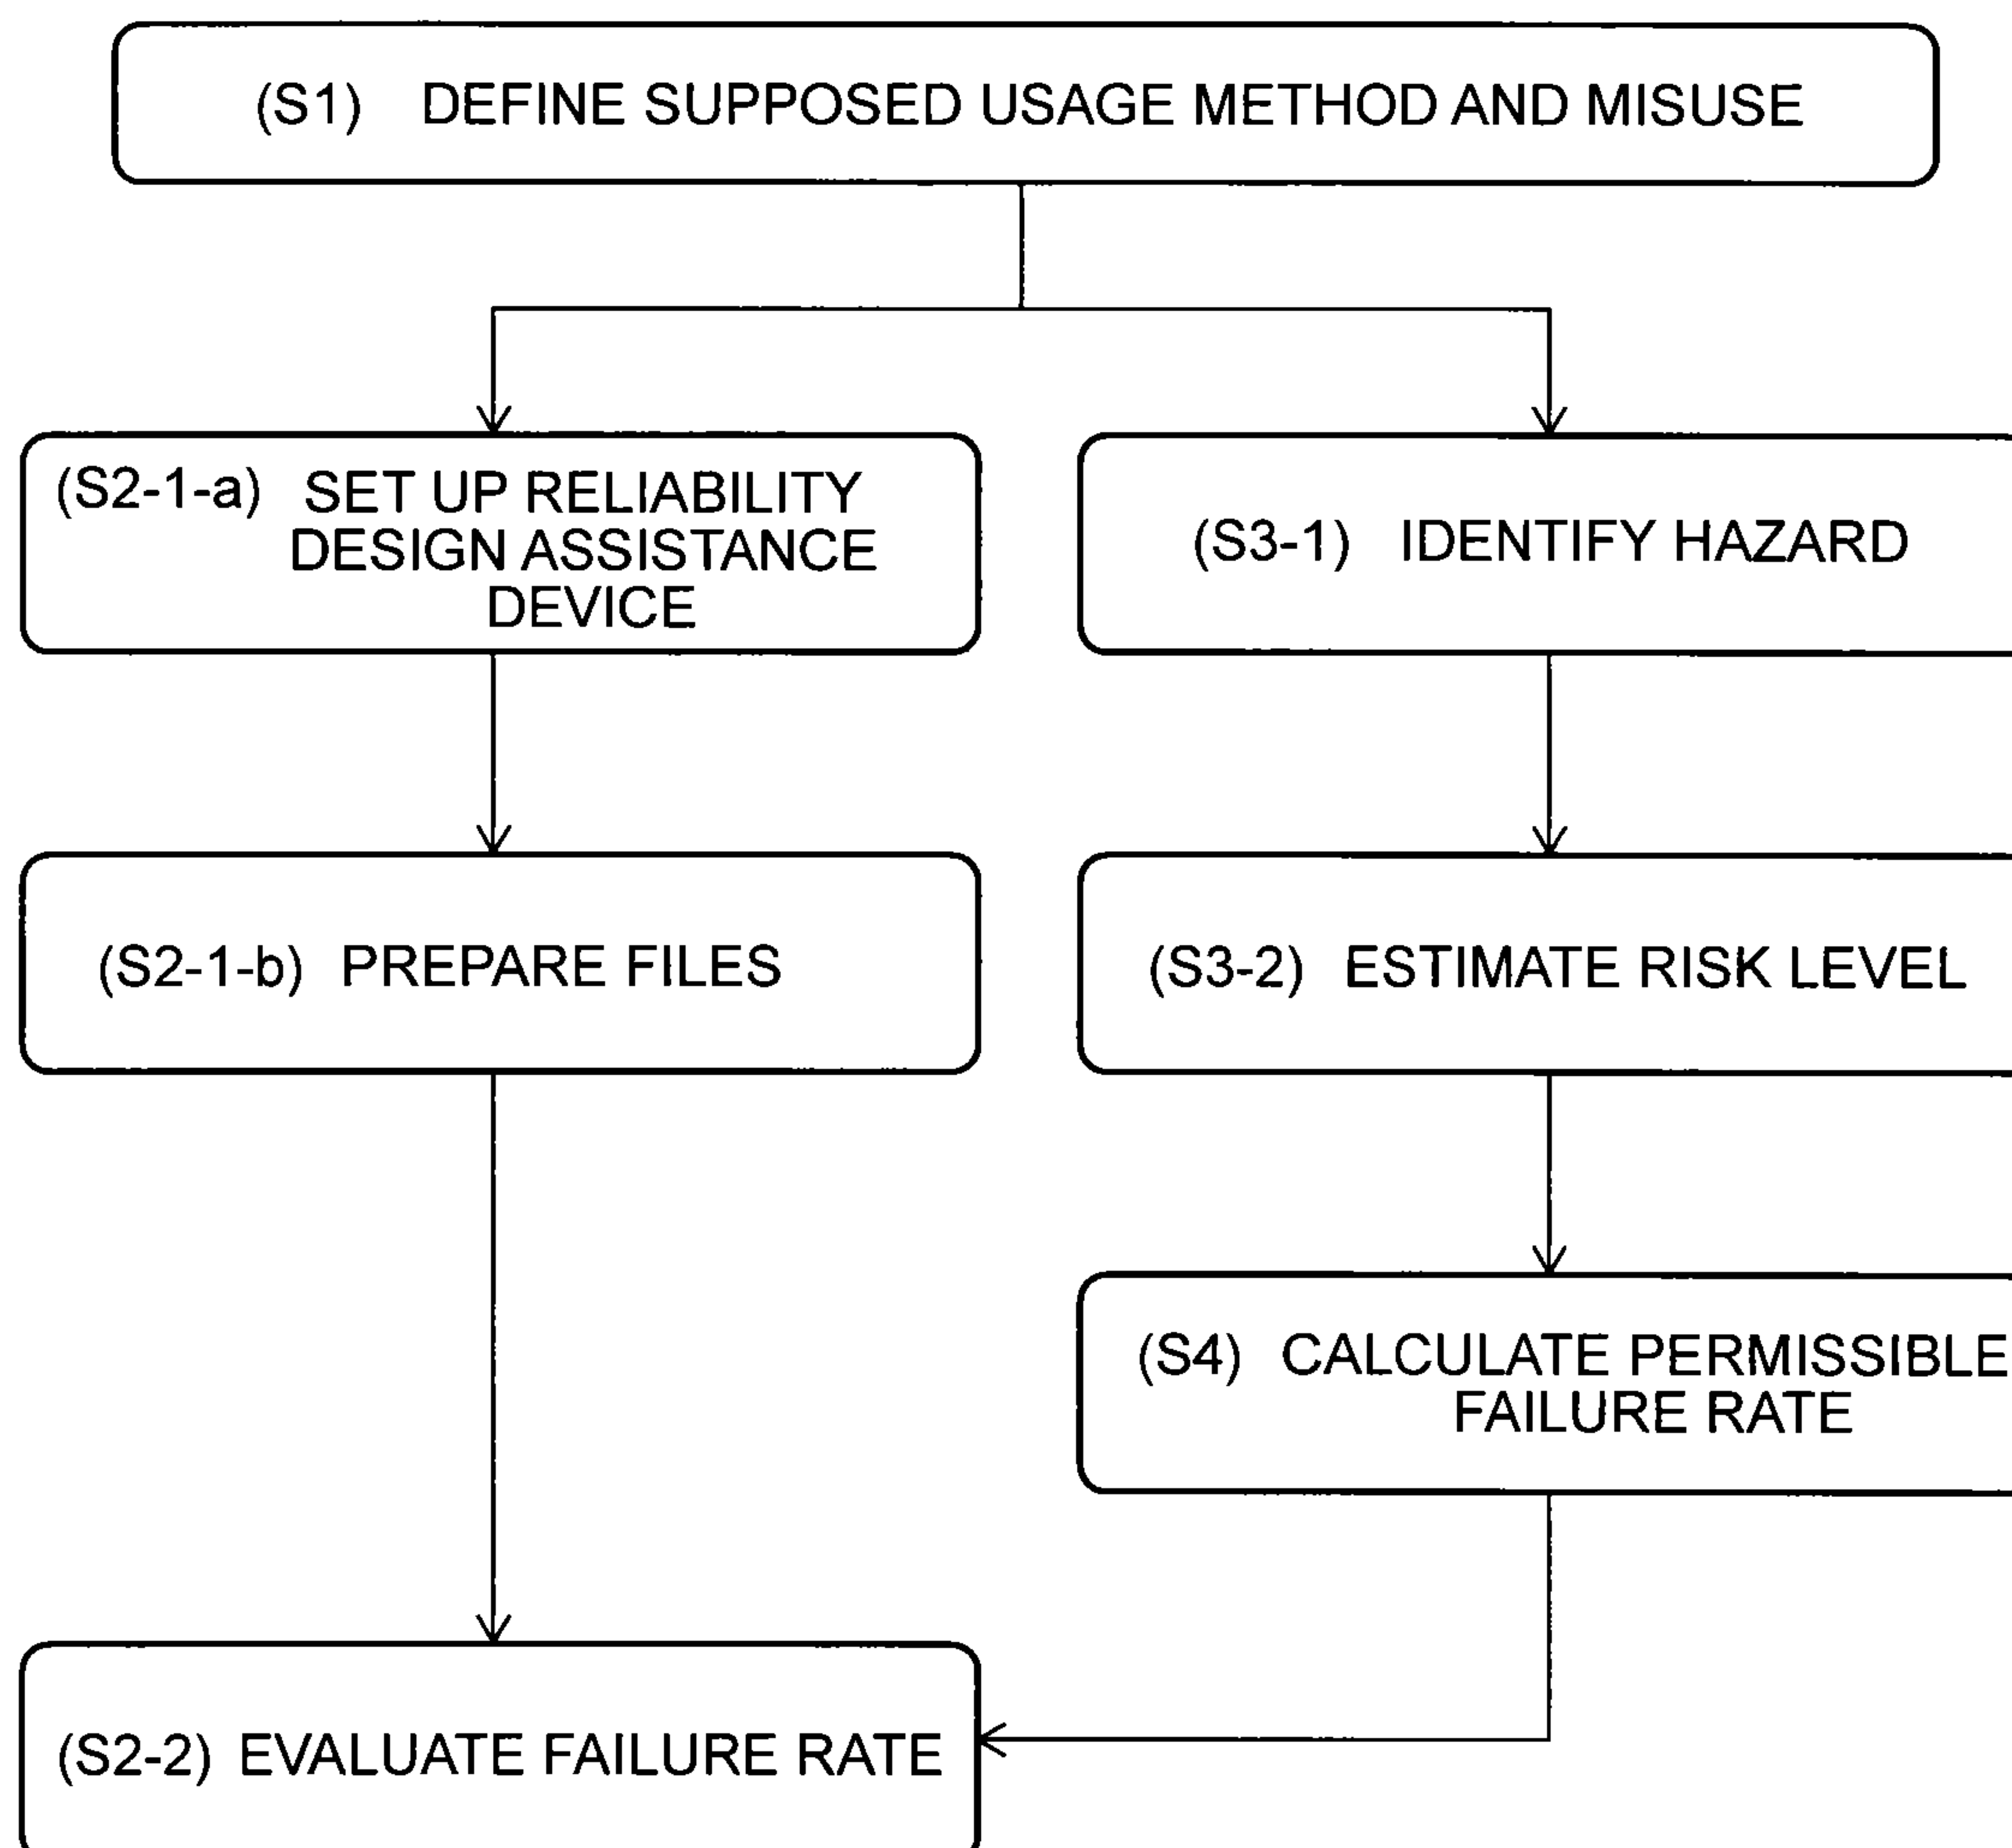 (S1) DEFINE SUPPOSED USAGE METHOD AND MISUSE
(S2-1-a) SET UP RELIABILITY
DESIGN ASSISTANCE
DEVICE
(S3-1) IDENTIFY HAZARD
(S2-1-b) PREPARE FILES
(S3-2) ESTIMATE RISK LEVEL
(S4) CALCULATE PERMISSIBLE
FAILURE RATE
(S2-2) EVALUATE FAILURE RATE